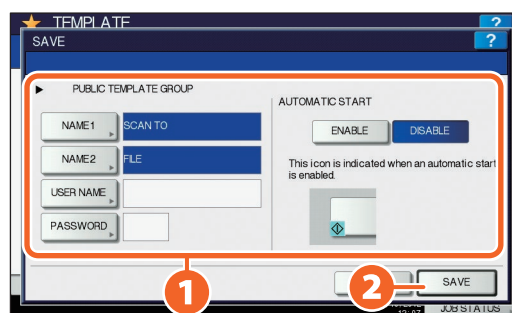 TEMPLATE
?
SAVE
?
PUBLIC TEMPLATE GROUP
NAME1
SCAN TO
NAME2
FILE
USER NAME
PASSWORD
AUTOMATIC START
ENABLE
DISABLE
This icon is indicated when an automatic start
is enabled.
1
2
SAVE
JOB STATUS